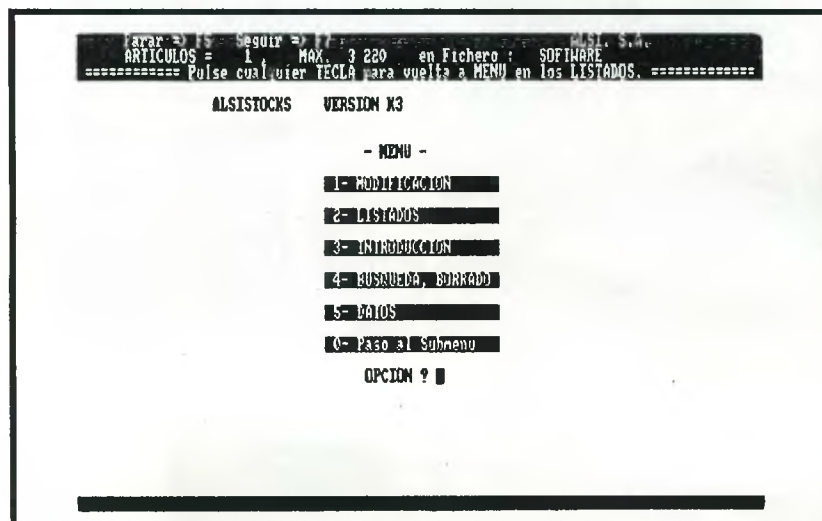 Parar => F5 Seguir => F7 ALSI. S.A.
ARTICULOS = 1 , MAX. 3 220 en Fichero : SOFTWARE
============ Pulse cualquier TECLA para vuelta a MENU en los LISTADOS. =============
ALSISTOCKS VERSION X3
- MENU -
1- MODIFICACION
2- LISTADOS
3- INTRODUCCION
4- BUSQUEDA, BORRADO
5- DATOS
0- Paso al Submenu
OPCION ?